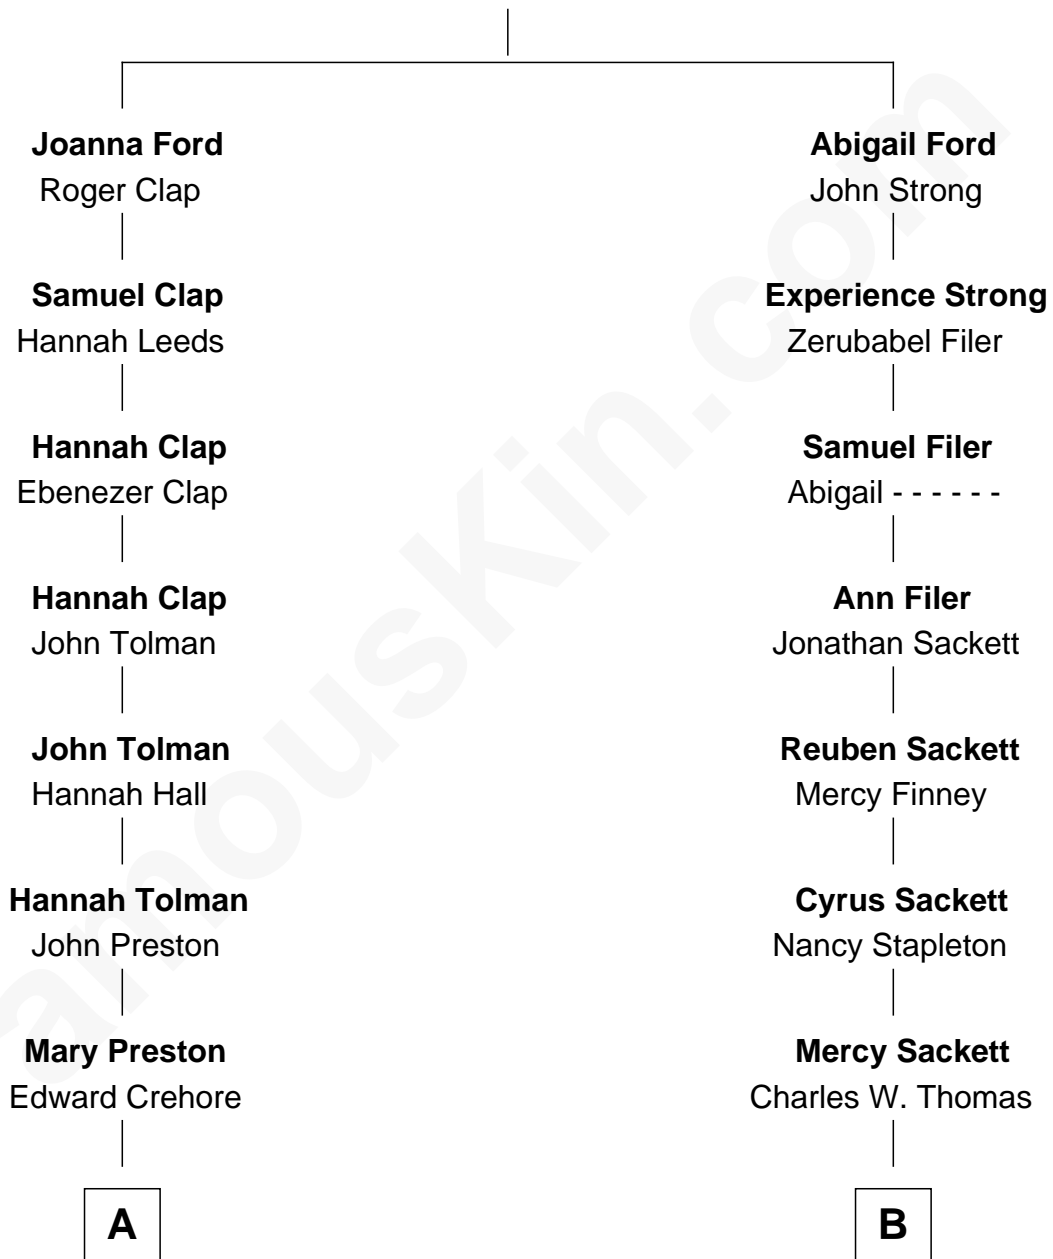 Joanna Ford
Roger Clap
Samuel Clap
Hannah Leeds
Hannah Clap
Ebenezer Clap
Hannah Clap
John Tolman
John Tolman
Hannah Hall
Hannah Tolman
John Preston
Mary Preston
Edward Crehore
A
Abigail Ford
John Strong
Experience Strong
Zerubabel Filer
Samuel Filer
Abigail - - - - - -
Ann Filer
Jonathan Sackett
Reuben Sackett
Mercy Finney
Cyrus Sackett
Nancy Stapleton
Mercy Sackett
Charles W. Thomas
B
amouskin.com